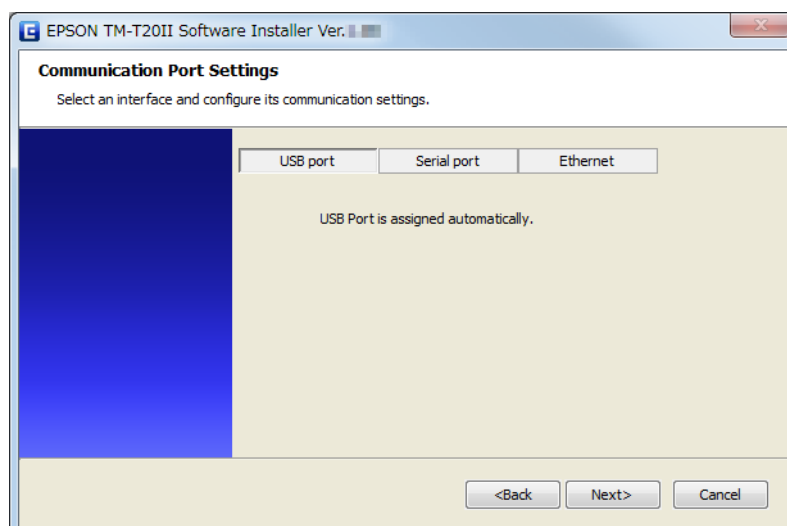 EPSON TM-T20II Software Installer Ver.
Communication Port Settings
Select an interface and configure its communication settings.
USB port
Serial port
Ethernet
USB Port is assigned automatically.
<Back
Next>
Cancel